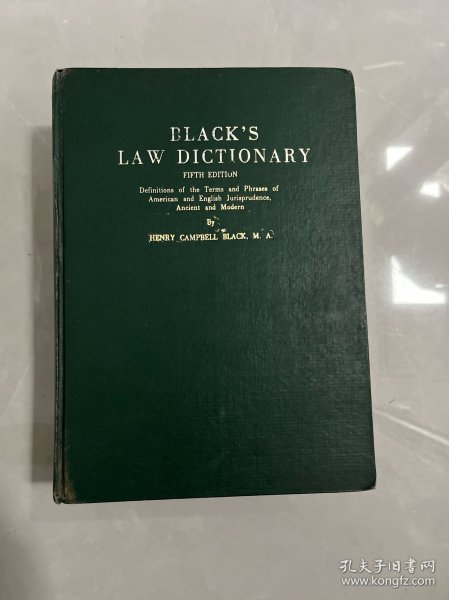 BLACK'S
LAW DICTIONARY
FIFTH EDITION
Definitions of the Terms and Phrases of
American and English Jurisprudence,
Ancient and Modern
By
HENRY CAMPBELL BLACK, M. A.
孔夫子旧书网
www.kongfz.com